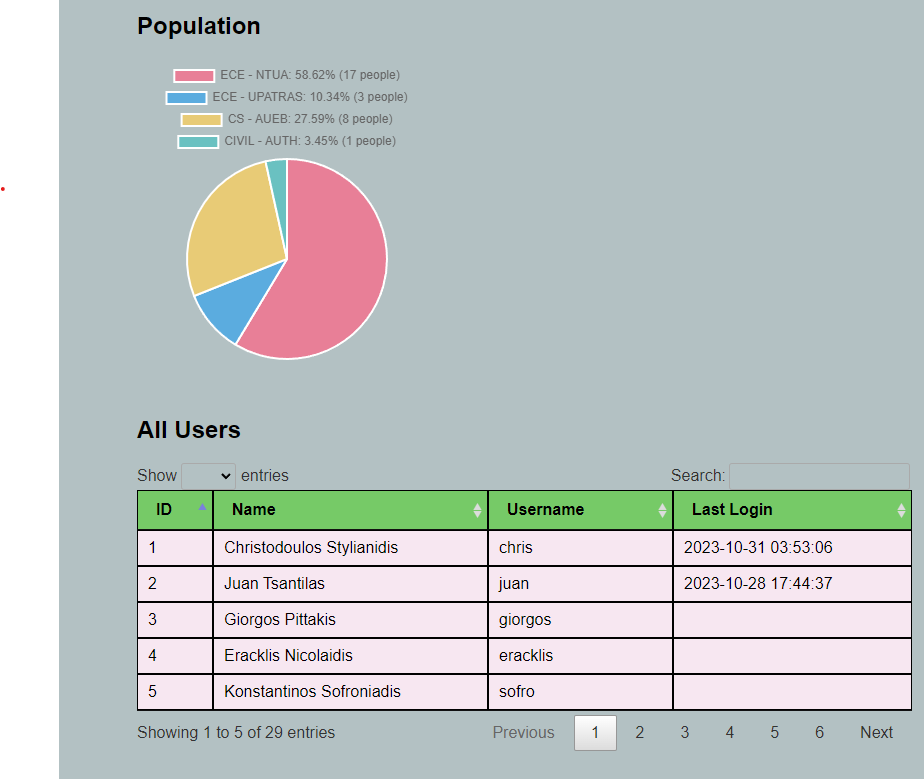 Population
ECE - NTUA: 58.62% (17 people)
ECE - UPATRAS: 10.34% (3 people)
CS - AUEB: 27.59% (8 people)
CIVIL - AUTH: 3.45% (1 people)
All Users
Show entries Search:
ID Name Username Last Login
1 Christodoulos Stylianidis chris 2023-10-31 03:53:06
2 Juan Tsantilas juan 2023-10-28 17:44:37
3 Giorgos Pittakis giorgos
4 Eracklis Nicolaidis eracklis
5 Konstantinos Sofroniadis sofro
Showing 1 to 5 of 29 entries Previous 1 2 3 4 5 6 Next